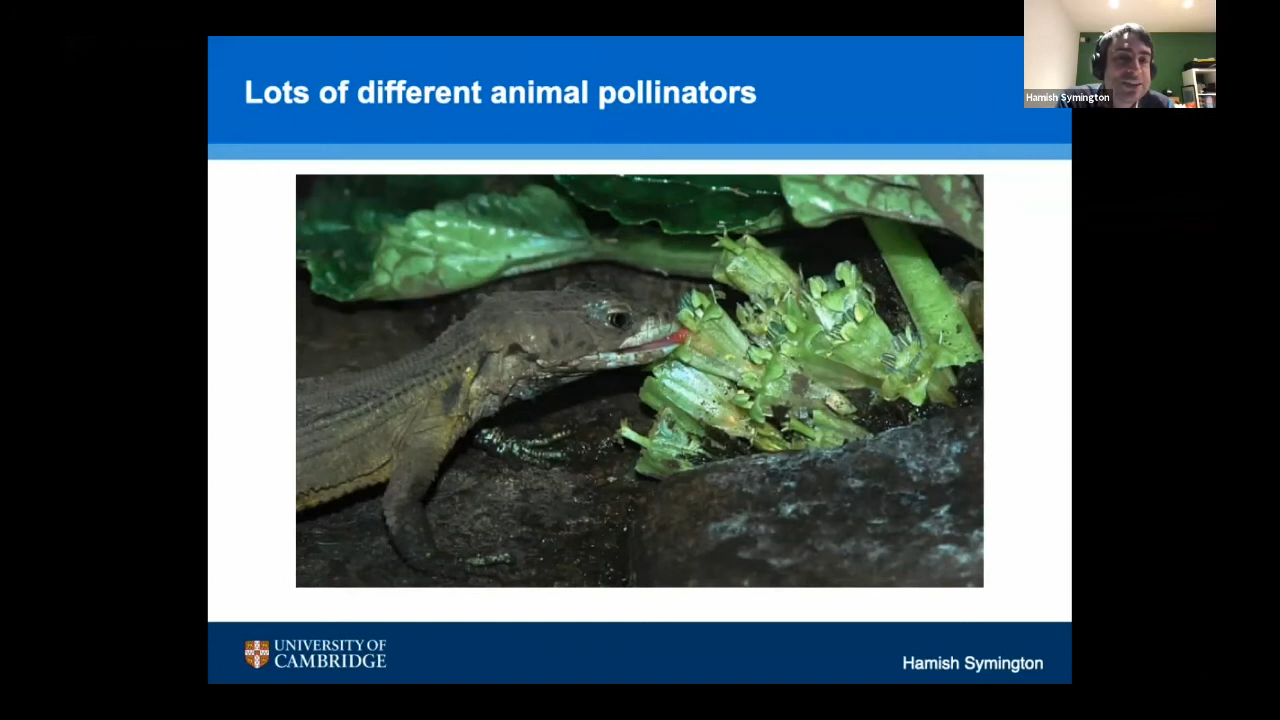 Lots of different animal pollinators
Hamish Symington
UNIVERSITY OF
CAMBRIDGE
Hamish Symington